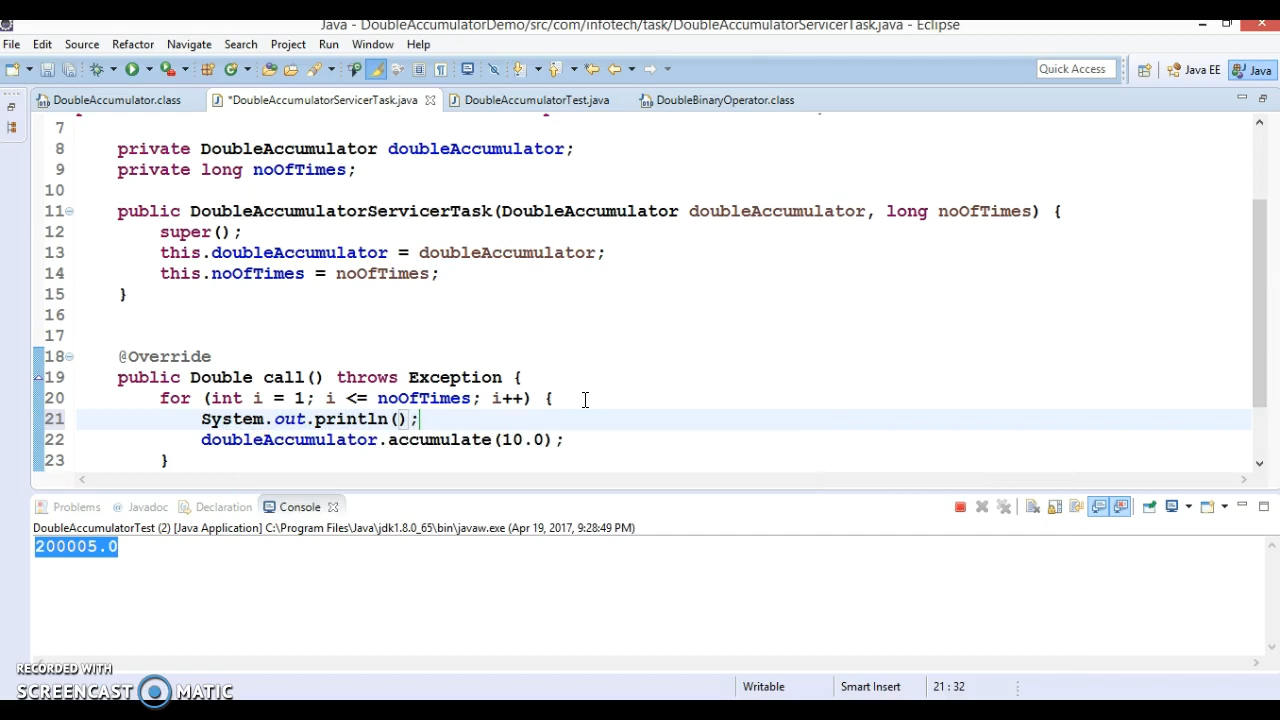 Java - DoubleAccumulatorDemo/src/com/infotech/task/DoubleAccumulatorServicerTask.java - Eclipse
File Edit Source Refactor Navigate Search Project Run Window Help
Quick Access Java EE Java
DoubleAccumulator.class *DoubleAccumulatorServicerTask.java DoubleAccumulatorTest.java DoubleBinaryOperator.class
7
8 private DoubleAccumulator doubleAccumulator;
9 private long noOfTimes;
10
11 public DoubleAccumulatorServicerTask(DoubleAccumulator doubleAccumulator, long noOfTimes) {
12 super();
13 this.doubleAccumulator = doubleAccumulator;
14 this.noOfTimes = noOfTimes;
15 }
16
17
18 @Override
19 public Double call() throws Exception {
20 for (int i = 1; i <= noOfTimes; i++) {
21 System.out.println();
22 doubleAccumulator.accumulate(10.0);
23 }
Problems @ Javadoc Declaration Console
DoubleAccumulatorTest (2) [Java Application] C:\Program Files\Java\jdk1.8.0_65\bin\javaw.exe (Apr 19, 2017, 9:28:49 PM)
200005.0
RECORDED WITH
SCREENCAST MATIC
Writable Smart Insert 21 : 32